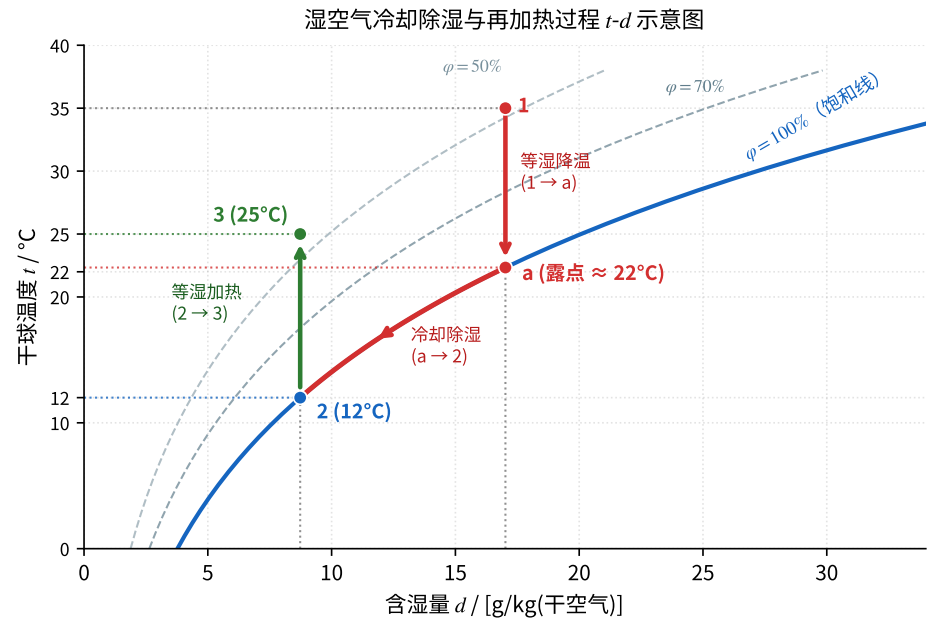 湿空气冷却除湿与再加热过程 t-d 示意图
40
35
30
25
22
20
12
10
0
干球温度 t / °C
φ = 50%
φ = 70%
φ = 100%（饱和线）
1
等湿降温
(1 → a)
3 (25°C)
a (露点 ≈ 22°C)
等湿加热
(2 → 3)
冷却除湿
(a → 2)
2 (12°C)
0
5
10
15
20
25
30
含湿量 d / [g/kg(干空气)]